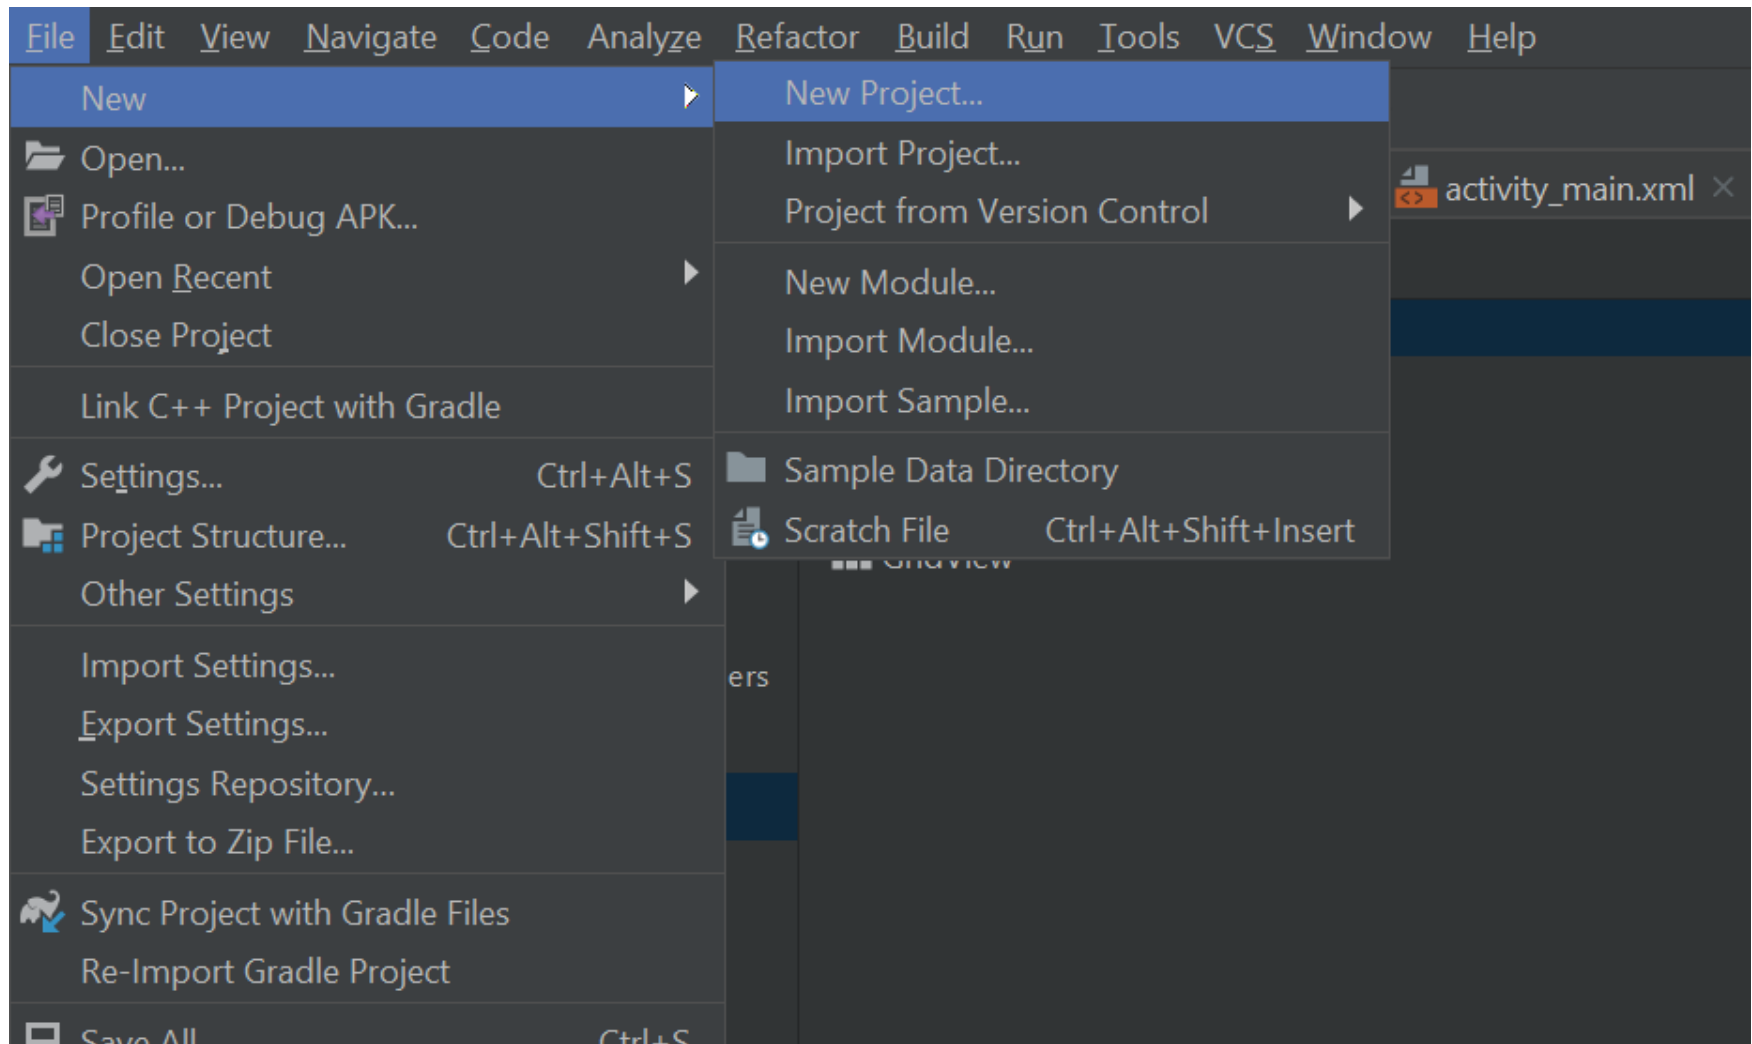 File Edit View Navigate Code Analyze Refactor Build Run Tools VCS Window Help
New
Open...
Profile or Debug APK...
Open Recent
Close Project
Link C++ Project with Gradle
Settings... Ctrl+Alt+S
Project Structure... Ctrl+Alt+Shift+S
Other Settings
Import Settings...
Export Settings...
Settings Repository...
Export to Zip File...
Sync Project with Gradle Files
Re-Import Gradle Project
Save All Ctrl+S
New Project...
Import Project...
Project from Version Control
New Module...
Import Module...
Import Sample...
Sample Data Directory
Scratch File Ctrl+Alt+Shift+Insert
activity_main.xml
GridView
ers